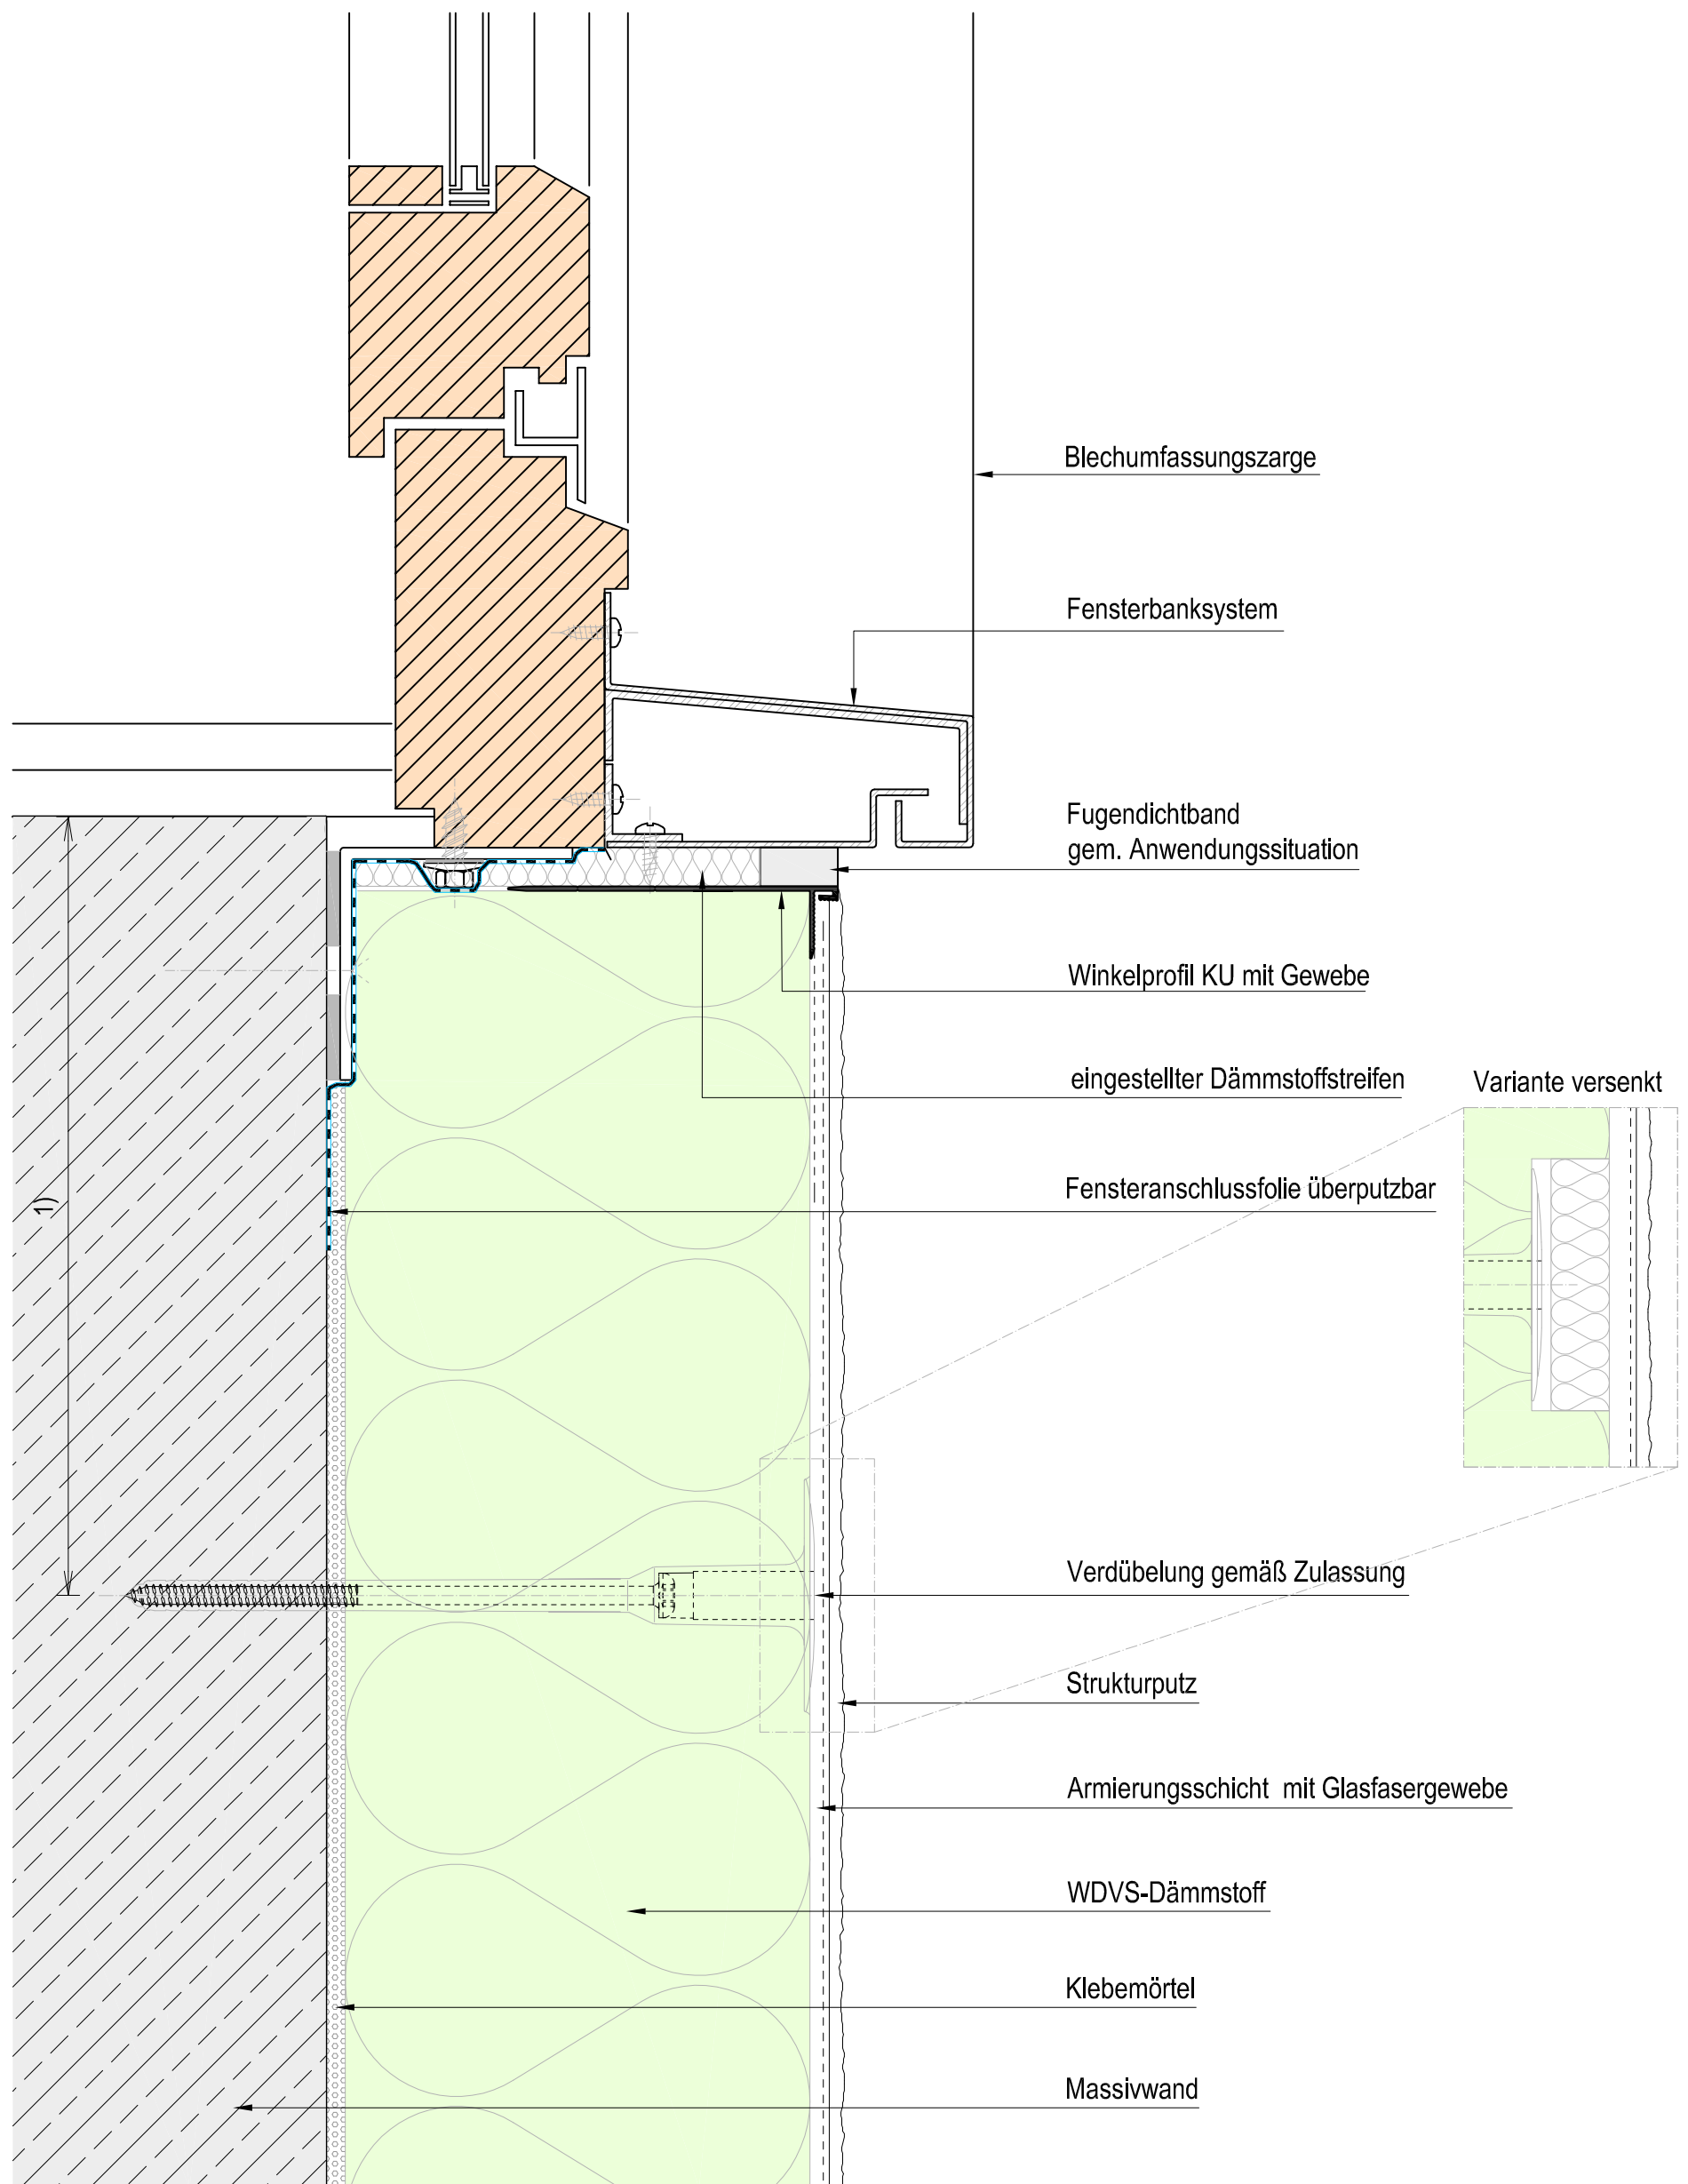 Blechumfassungszarge
Fensterbanksystem
Fugendichtband
gem. Anwendungssituation
Winkelprofil KU mit Gewebe
eingestellter Dämmstoffstreifen
Variante versenkt
Fensteranschlussfolie überputzbar
1)
Verdübelung gemäß Zulassung
Strukturputz
Armierungsschicht mit Glasfasergewebe
WDVS-Dämmstoff
Klebemörtel
Massivwand